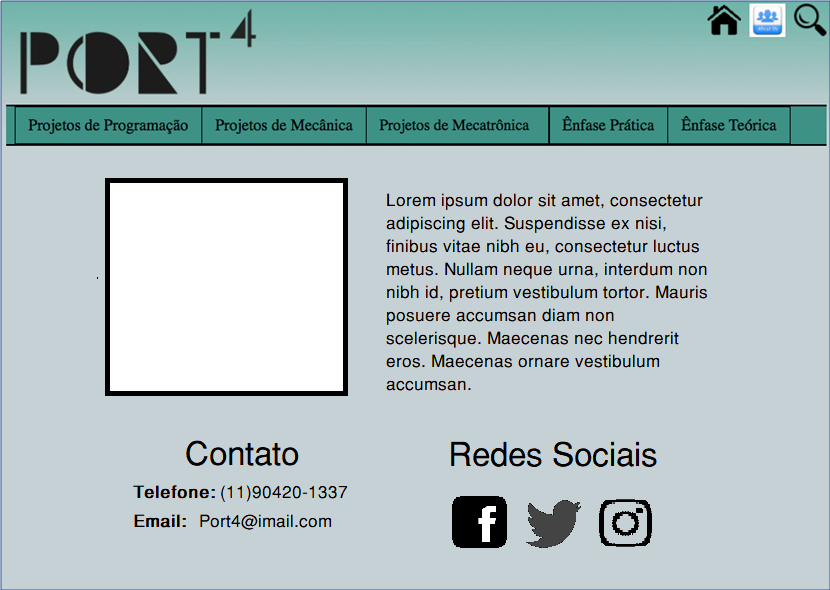 PORT4
About Us
Projetos de Programação
Projetos de Mecânica
Projetos de Mecatrônica
Ênfase Prática
Ênfase Teórica
Lorem ipsum dolor sit amet, consectetur
adipiscing elit. Suspendisse ex nisi,
finibus vitae nibh eu, consectetur luctus
metus. Nullam neque urna, interdum non
nibh id, pretium vestibulum tortor. Mauris
posuere accumsan diam non
scelerisque. Maecenas nec hendrerit
eros. Maecenas ornare vestibulum
accumsan.
Contato
Telefone: (11)90420-1337
Email: Port4@imail.com
Redes Sociais